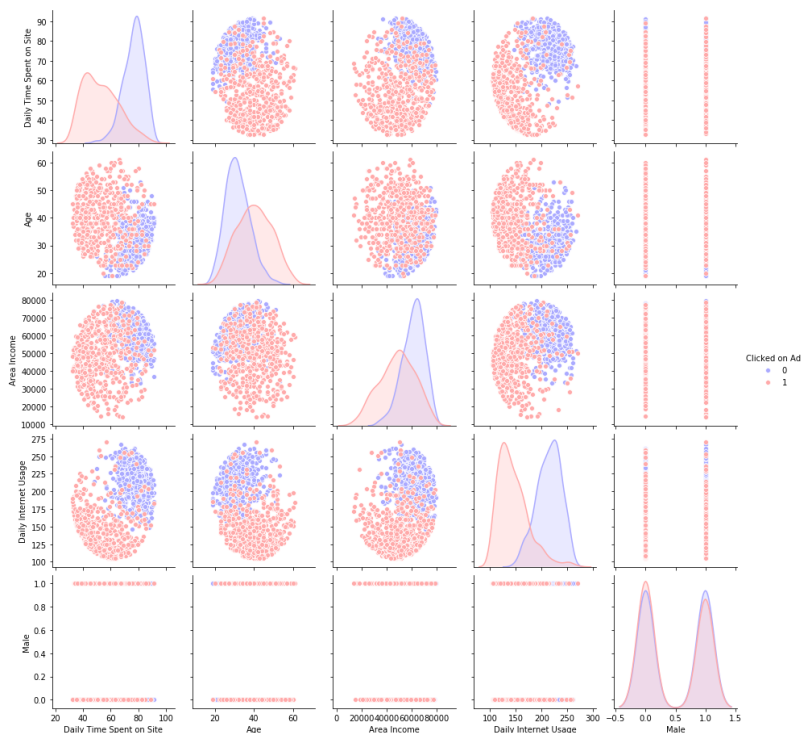 Daily Time Spent on Site
90
80
70
60
50
40
30
Age
60
50
40
30
20
Area Income
80000
70000
60000
50000
40000
30000
20000
10000
Clicked on Ad
0
1
Daily Internet Usage
275
250
225
200
175
150
125
100
Male
1.0
0.8
0.6
0.4
0.2
0.0
20 40 60 80 100
20 40 60
0 20000 40000 60000 80000
100 150 200 250 300
−0.5 0.0 0.5 1.0 1.5
Daily Time Spent on Site
Age
Area Income
Daily Internet Usage
Male